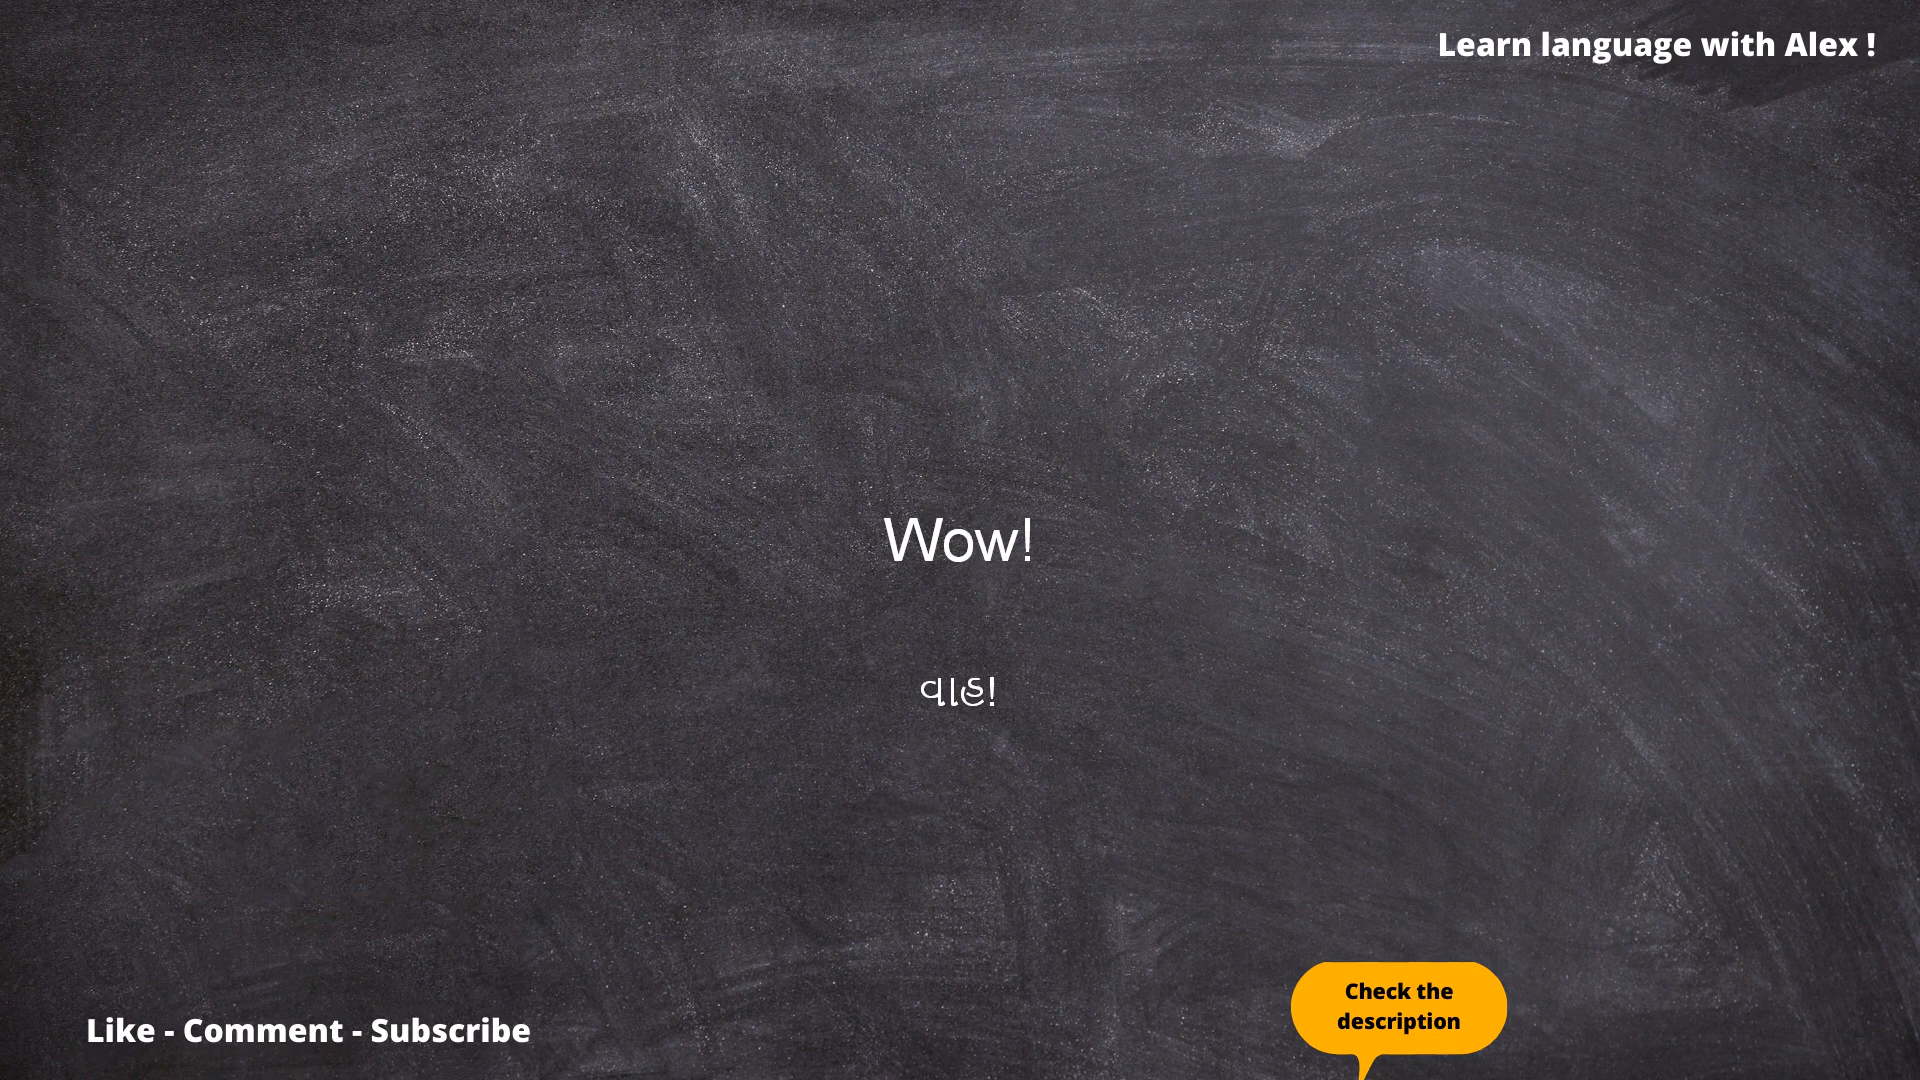 Learn language with Alex !
Wow!
વાહ!
Check the
description
Like - Comment - Subscribe